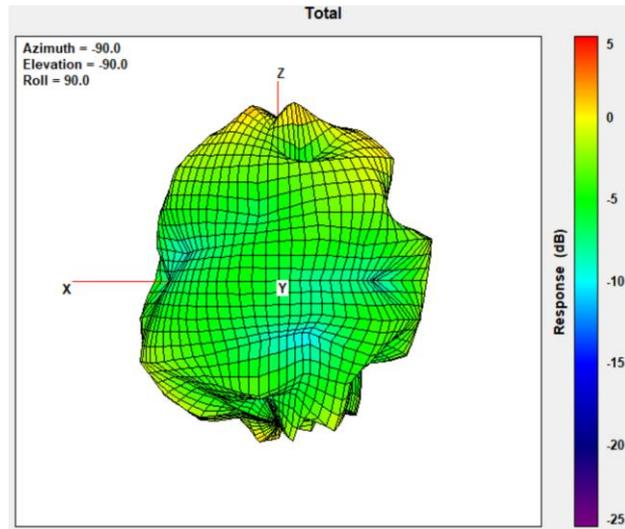 Total
Azimuth = -90.0
Elevation = -90.0
Roll = 90.0
Z
X
Y
5
0
-5
-10
-15
-20
-25
Response (dB)